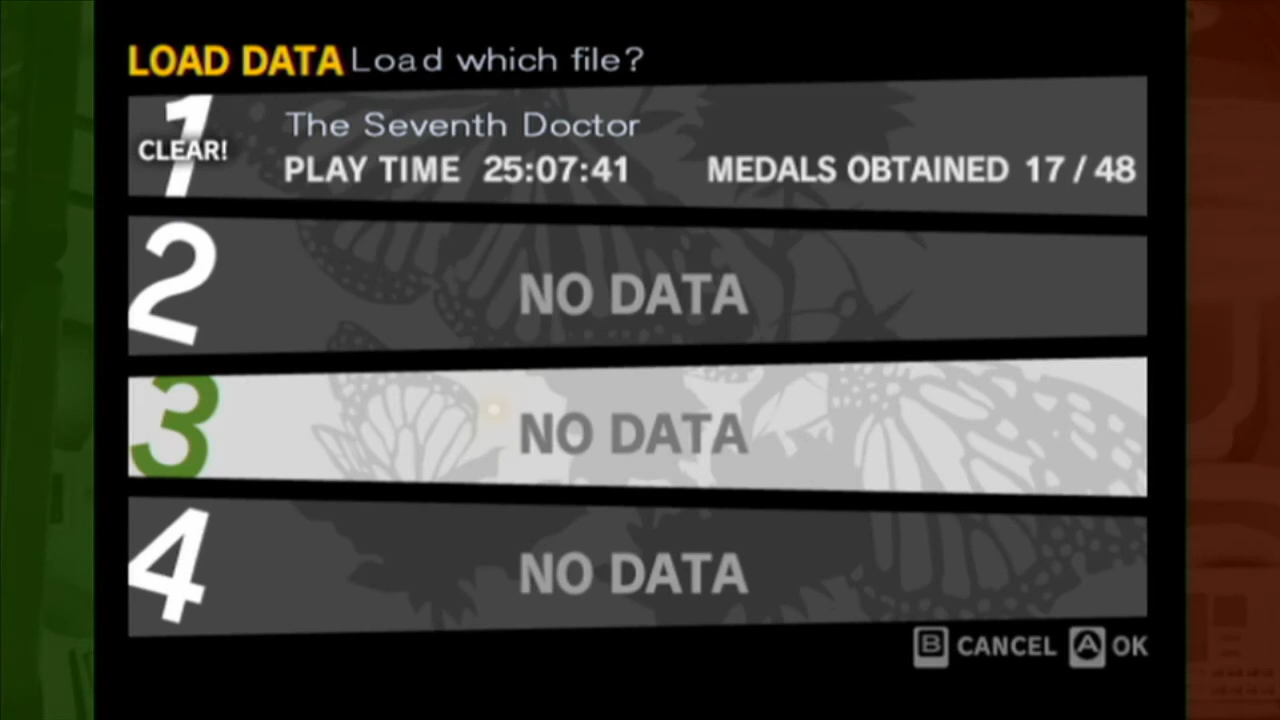 LOAD DATA Load which file?
1
The Seventh Doctor
CLEAR!
PLAY TIME 25:07:41 MEDALS OBTAINED 17 / 48
2 NO DATA
3 NO DATA
4 NO DATA
B CANCEL A OK